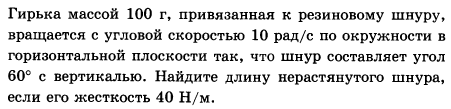 Гирька массой 100 г, привязанная к резиновому шнуру,
вращается с угловой скоростью 10 рад/с по окружности в
горизонтальной плоскости так, что шнур составляет угол
60° с вертикалью. Найдите длину нерастянутого шнура,
если его жесткость 40 Н/м.